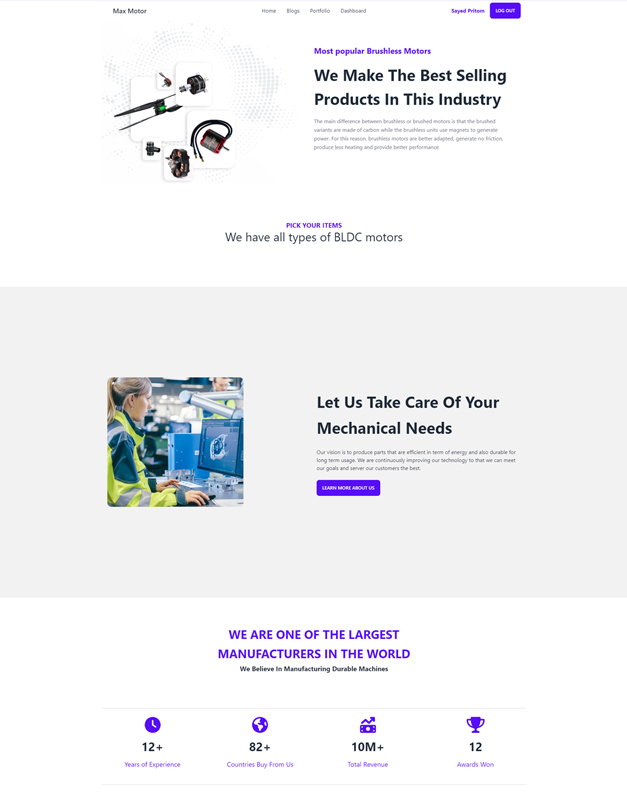 Max Motor
Home Blogs Portfolio Dashboard
Sayed Pritom LOG OUT
Most popular Brushless Motors
We Make The Best Selling
Products In This Industry
The main difference between brushless or brushed motors is that the brushed
variants are made of carbon while the brushless units use magnets to generate
power. For this reason, brushless motors are better adapted, generate no friction,
produce less heating and provide better performance
PICK YOUR ITEMS
We have all types of BLDC motors
Let Us Take Care Of Your
Mechanical Needs
Our vision is to produce parts that are efficient in term of energy and also durable for
long term usage. We are continuously improving our technology to that we can meet
our goals and server our customers the best.
LEARN MORE ABOUT US
WE ARE ONE OF THE LARGEST
MANUFACTURERS IN THE WORLD
We Believe In Manufacturing Durable Machines
12+ 82+ 10M+ 12
Years of Experience Countries Buy From Us Total Revenue Awards Won